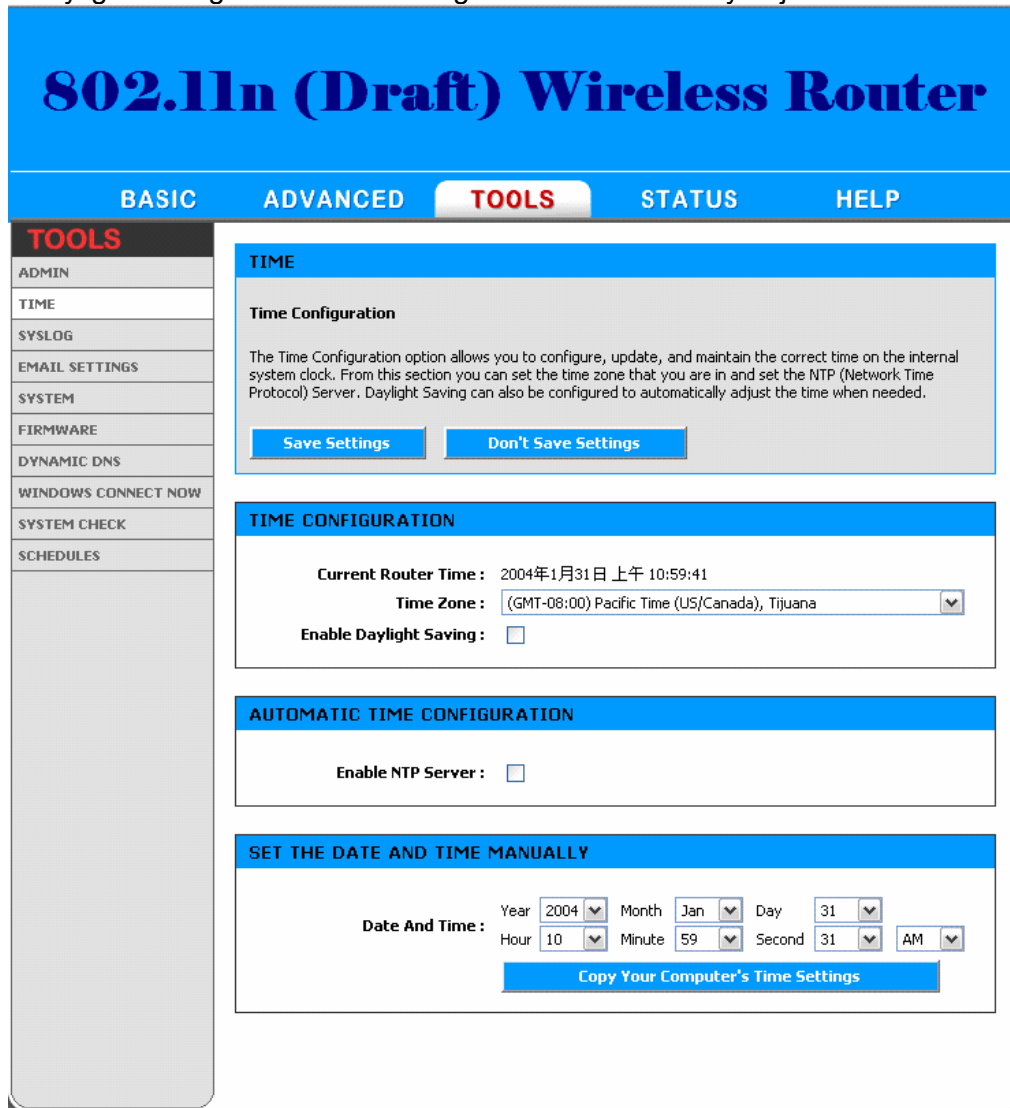 802.11n (Draft) Wireless Router
BASIC ADVANCED TOOLS STATUS HELP
TOOLS
ADMIN
TIME
SYSLOG
EMAIL SETTINGS
SYSTEM
FIRMWARE
DYNAMIC DNS
WINDOWS CONNECT NOW
SYSTEM CHECK
SCHEDULES
TIME
Time Configuration
The Time Configuration option allows you to configure, update, and maintain the correct time on the internal
system clock. From this section you can set the time zone that you are in and set the NTP (Network Time
Protocol) Server. Daylight Saving can also be configured to automatically adjust the time when needed.
Save Settings Don't Save Settings
TIME CONFIGURATION
Current Router Time : 2004年1月31日 上午 10:59:41
Time Zone : (GMT-08:00) Pacific Time (US/Canada), Tijuana
Enable Daylight Saving :
AUTOMATIC TIME CONFIGURATION
Enable NTP Server :
SET THE DATE AND TIME MANUALLY
Date And Time :
Year 2004 Month Jan Day 31
Hour 10 Minute 59 Second 31 AM
Copy Your Computer's Time Settings